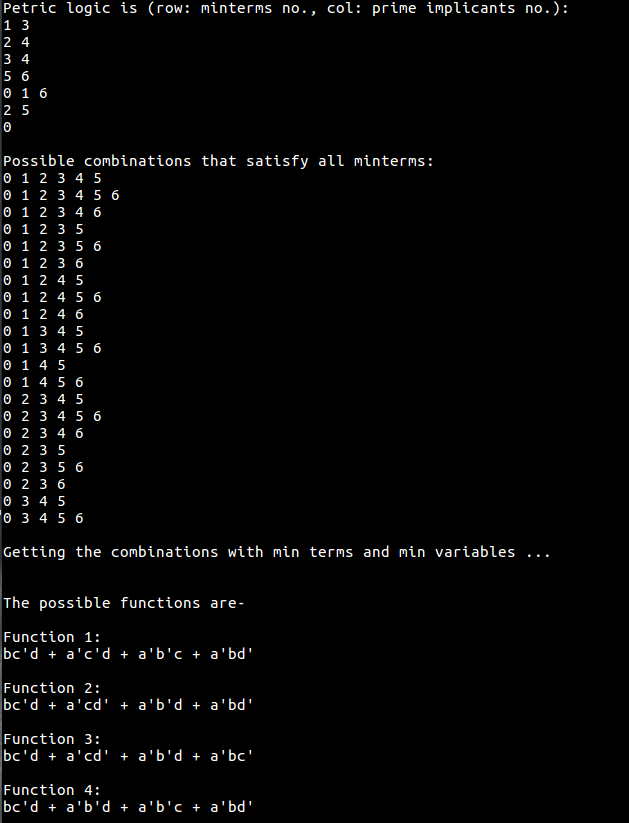 Petric logic is (row: minterms no., col: prime implicants no.):
1 3
2 4
3 4
5 6
0 1 6
2 5
0
Possible combinations that satisfy all minterms:
0 1 2 3 4 5
0 1 2 3 4 5 6
0 1 2 3 4 6
0 1 2 3 5
0 1 2 3 5 6
0 1 2 3 6
0 1 2 4 5
0 1 2 4 5 6
0 1 2 4 6
0 1 3 4 5
0 1 3 4 5 6
0 1 4 5
0 1 4 5 6
0 2 3 4 5
0 2 3 4 5 6
0 2 3 4 6
0 2 3 5
0 2 3 5 6
0 2 3 6
0 3 4 5
0 3 4 5 6
Getting the combinations with min terms and min variables ...
The possible functions are-
Function 1:
bc'd + a'c'd + a'b'c + a'bd'
Function 2:
bc'd + a'cd' + a'b'd + a'bd'
Function 3:
bc'd + a'cd' + a'b'd + a'bc'
Function 4:
bc'd + a'b'd + a'b'c + a'bd'